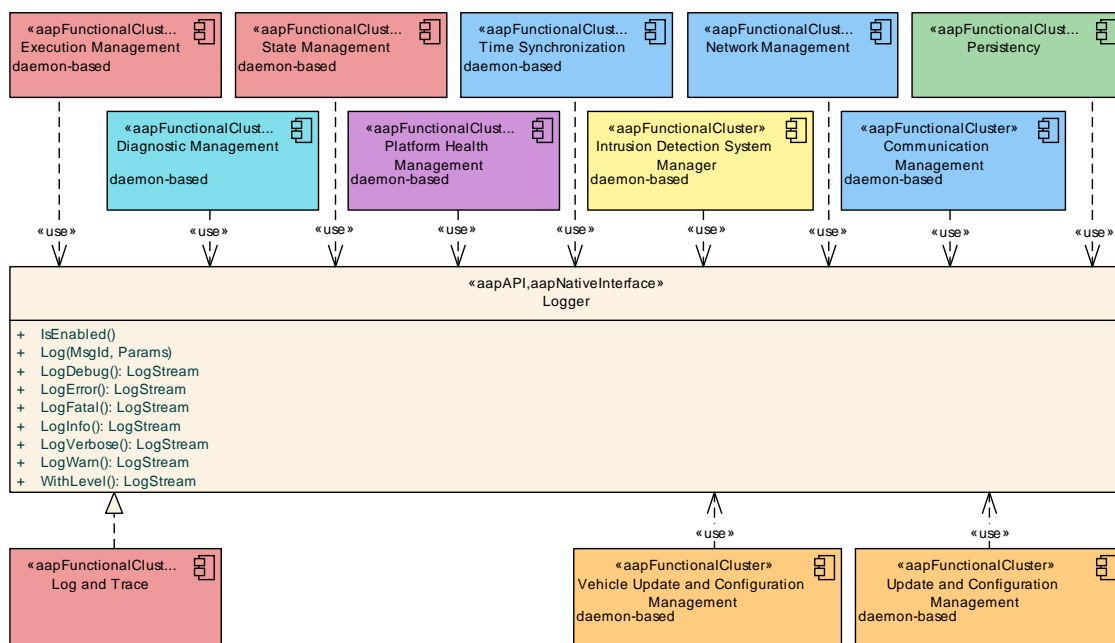 «aapFunctionalClust...
Execution Management
daemon-based
«aapFunctionalClust...
State Management
daemon-based
«aapFunctionalClust...
Time Synchronization
daemon-based
«aapFunctionalClust...
Network Management
daemon-based
«aapFunctionalClust...
Persistency
«aapFunctionalClust...
Diagnostic Management
daemon-based
«aapFunctionalClust...
Platform Health
Management
daemon-based
«aapFunctionalCluster»
Intrusion Detection System
Manager
daemon-based
«aapFunctionalCluster»
Communication
Management
daemon-based
«use»
«use»
«use»
«use»
«use»
«use»
«use»
«use»
«use»
«aapAPI,aapNativeInterface»
Logger
+ IsEnabled()
+ Log(MsgId, Params)
+ LogDebug(): LogStream
+ LogError(): LogStream
+ LogFatal(): LogStream
+ LogInfo(): LogStream
+ LogVerbose(): LogStream
+ LogWarn(): LogStream
+ WithLevel(): LogStream
«use»
«use»
«aapFunctionalClust...
Log and Trace
«aapFunctionalCluster»
Vehicle Update and Configuration
Management
daemon-based
«aapFunctionalCluster»
Update and Configuration
Management
daemon-based